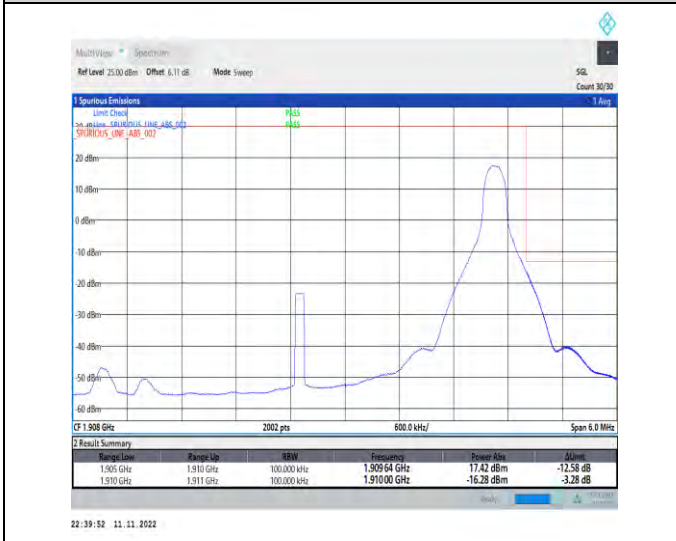 MultiView Spectrum
Ref Level 25.00 dBm Offset 6.11 dB Mode Sweep SGL
Count 30/30
1 Spurious Emissions 1 Avg
Limit Check PASS
Line SPURIOUS_LINE_ABS_002 PASS
SPURIOUS_LINE_ABS_002
20 dBm
10 dBm
0 dBm
-10 dBm
-20 dBm
-30 dBm
-40 dBm
-50 dBm
-60 dBm
CF 1.908 GHz 2002 pts 600.0 kHz/ Span 6.0 MHz
2 Result Summary
Range Low Range Up RBW Frequency Power Abs ΔLimit
1.905 GHz 1.910 GHz 100.000 kHz 1.90964 GHz 17.42 dBm -12.58 dB
1.910 GHz 1.911 GHz 100.000 kHz 1.91000 GHz -16.28 dBm -3.28 dB
Ready
22:39:52 11.11.2022